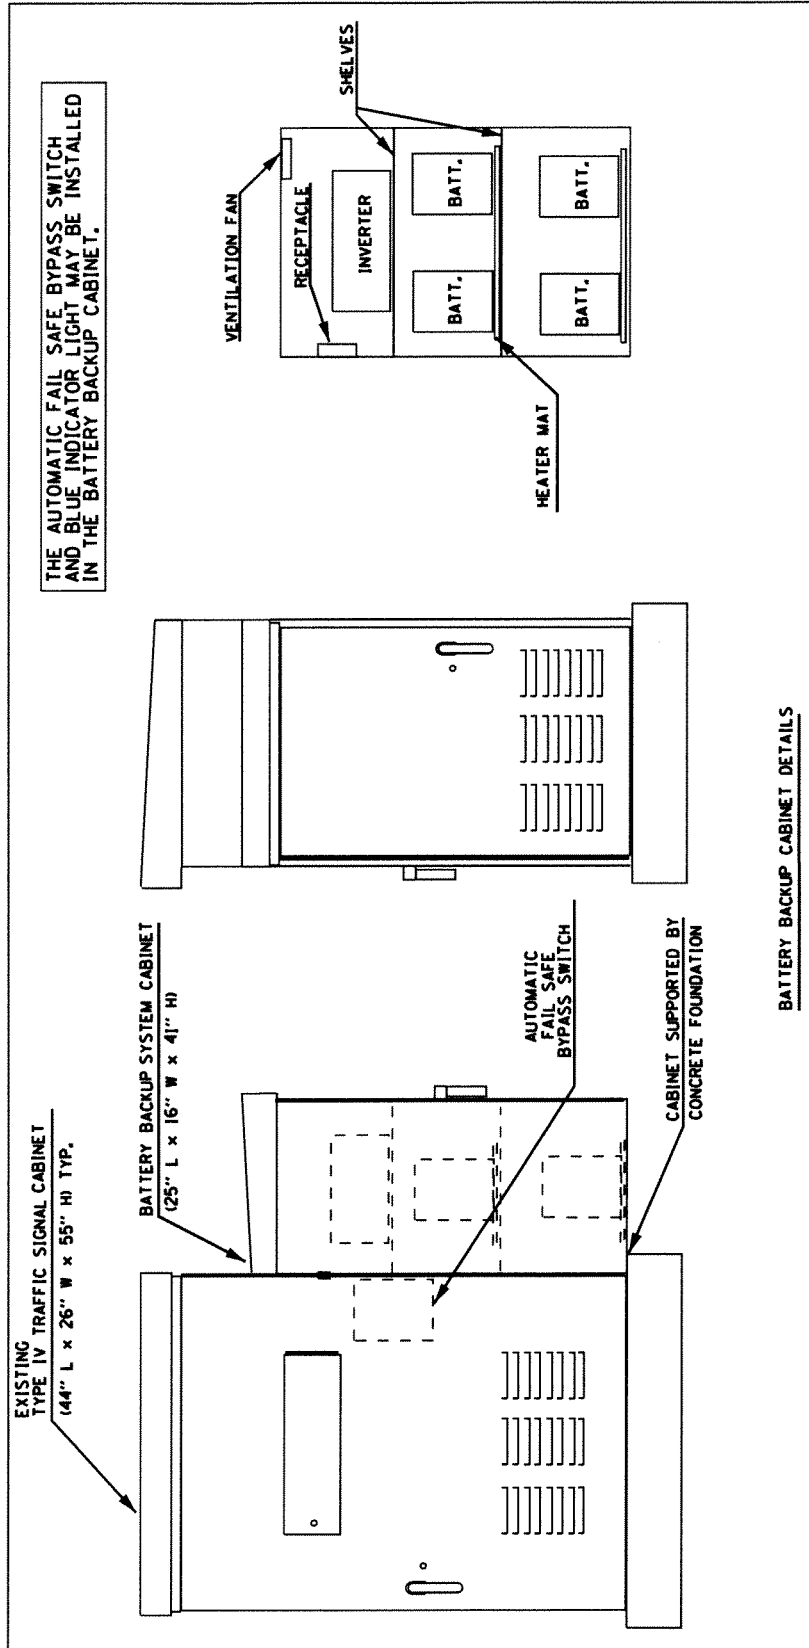 EXISTING
TYPE IV TRAFFIC SIGNAL CABINET
(44" L x 26" W x 55" H) TYP.
BATTERY BACKUP SYSTEM CABINET
(25" L x 16" W x 41" H)
AUTOMATIC
FAIL SAFE
BYPASS SWITCH
CABINET SUPPORTED BY
CONCRETE FOUNDATION
THE AUTOMATIC FAIL SAFE BYPASS SWITCH
AND BLUE INDICATOR LIGHT MAY BE INSTALLED
IN THE BATTERY BACKUP CABINET.
VENTILATION FAN
RECEPTACLE
SHELVES
INVERTER
BATT.
BATT.
BATT.
BATT.
HEATER MAT
BATTERY BACKUP CABINET DETAILS